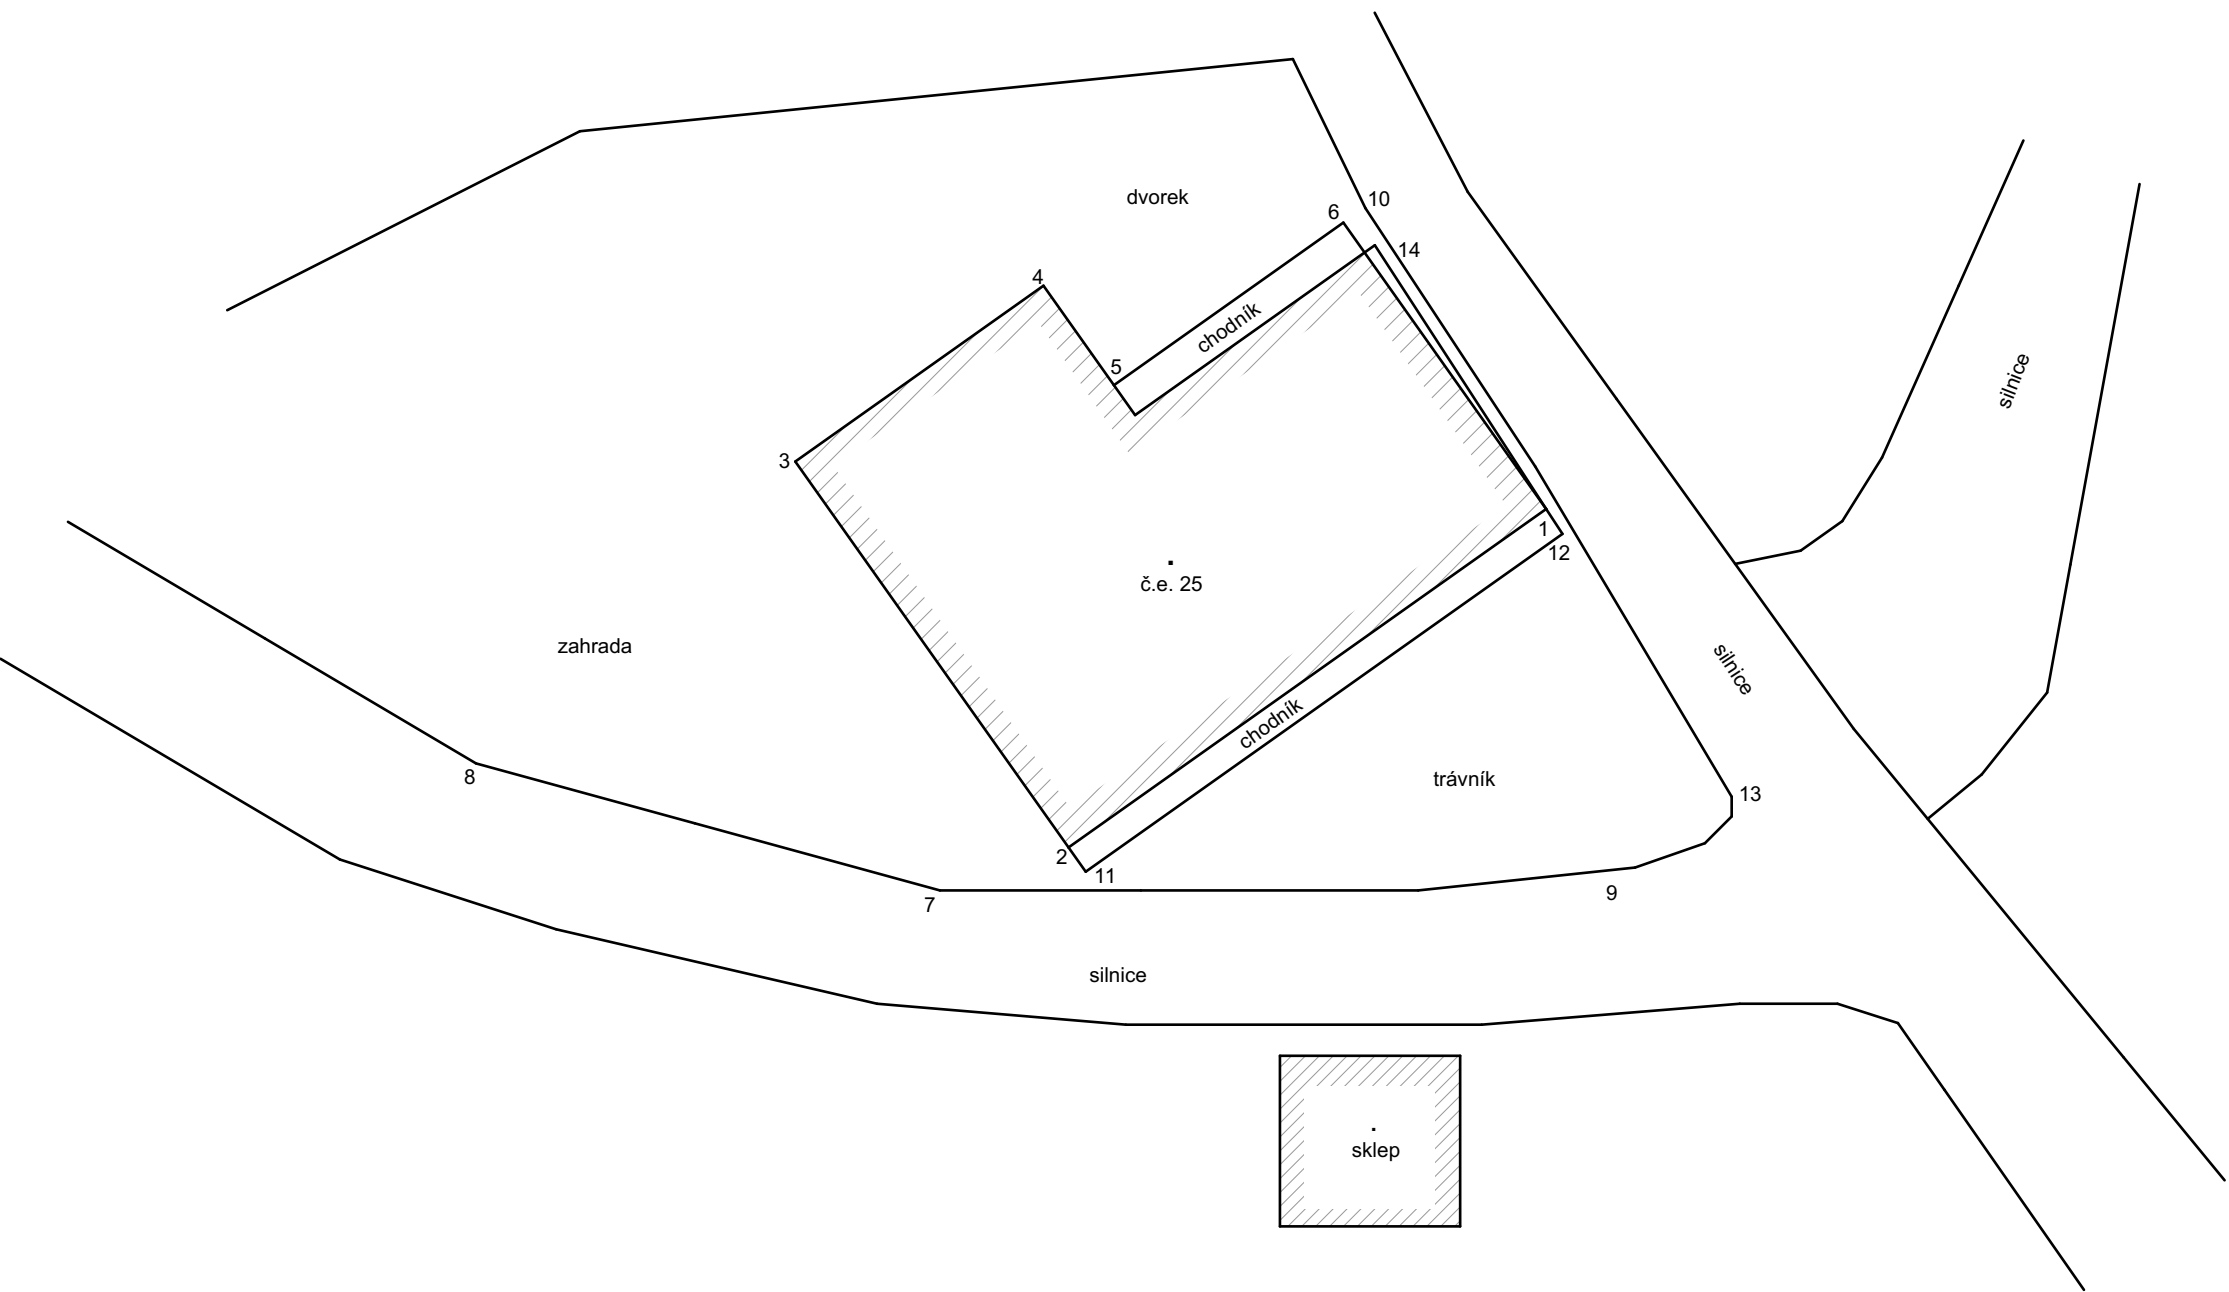 10
dvorek
6
14
4
chodník
5
silnice
3
1
12
č.e. 25
zahrada
silnice
chodník
8
trávník
13
2
11
9
7
silnice
sklep